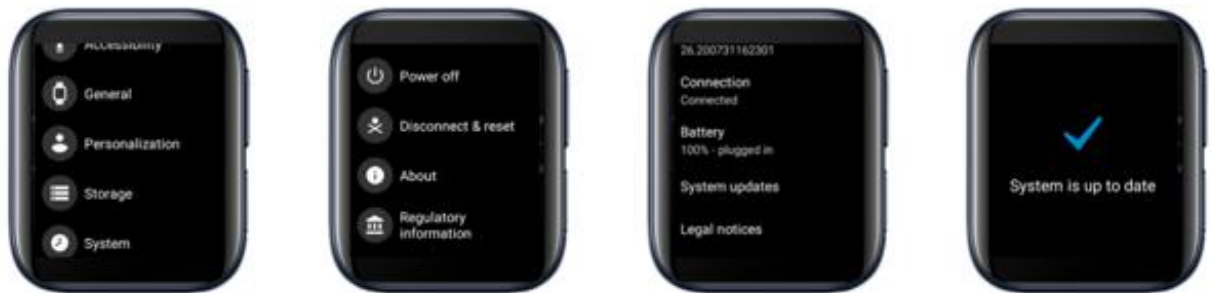 Accessibility
General
Personalization
Storage
System
Power off
Disconnect & reset
About
Regulatory
information
26.200731162301
Connection
Connected
Battery
100% - plugged in
System updates
Legal notices
System is up to date